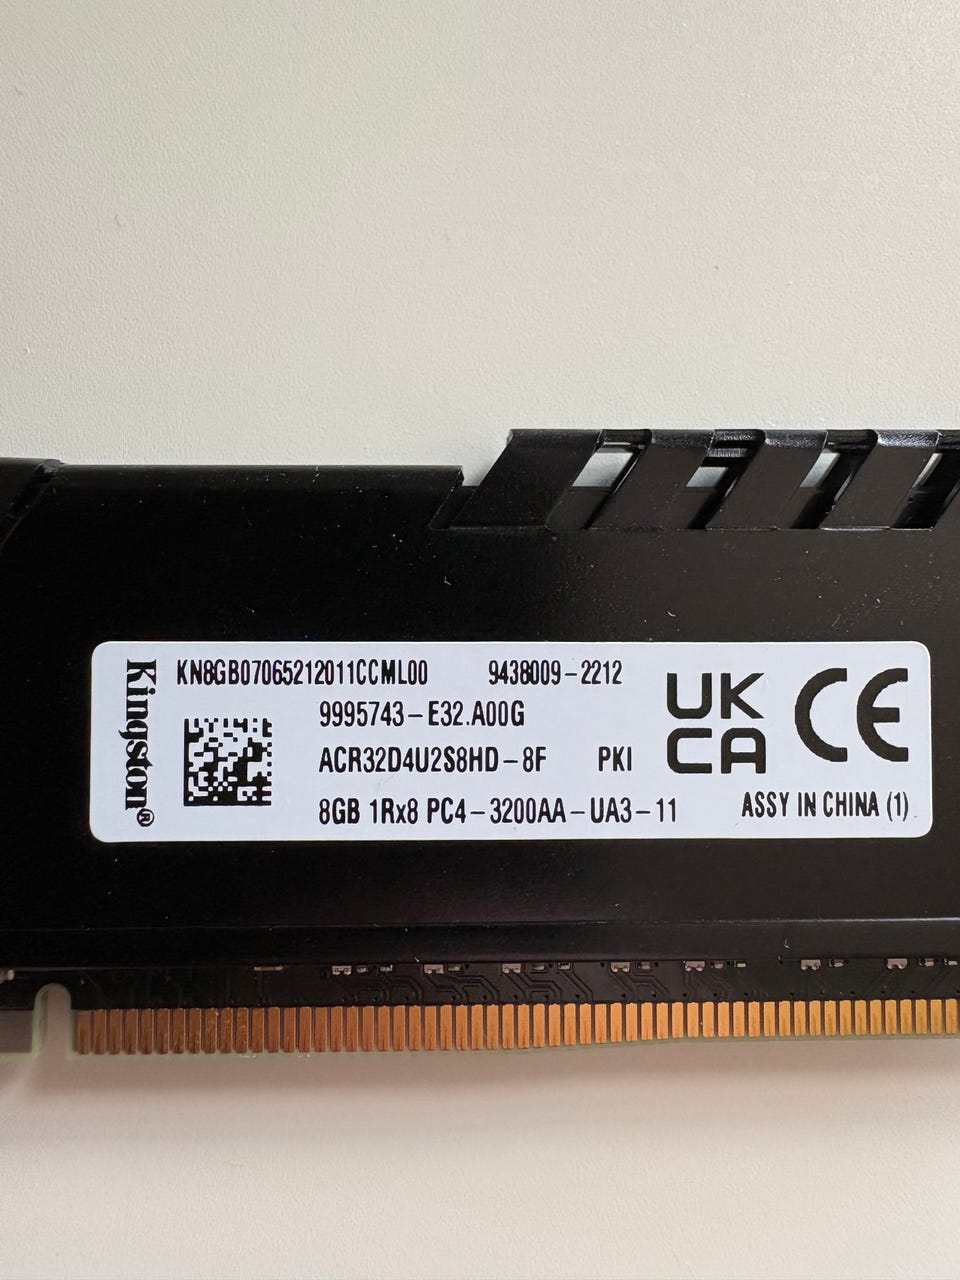 Kingston®
KN8GB07065212011CCML00 9438009-2212
9995743-E32.A00G
ACR32D4U2S8HD-8F PKI
8GB 1Rx8 PC4-3200AA-UA3-11
UK
CA
CE
ASSY IN CHINA (1)